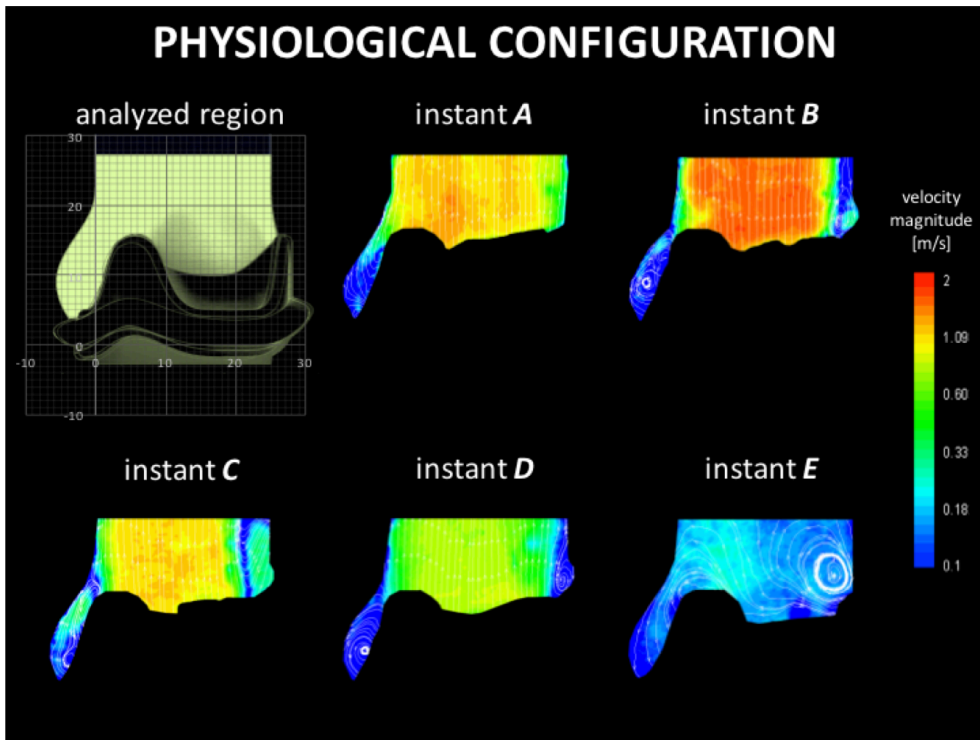 PHYSIOLOGICAL CONFIGURATION
analyzed region
instant A
instant B
30
20
10
0
-10
0
10
20
30
-10
velocity
magnitude
[m/s]
2
1.09
0.60
0.33
0.18
0.1
instant C
instant D
instant E